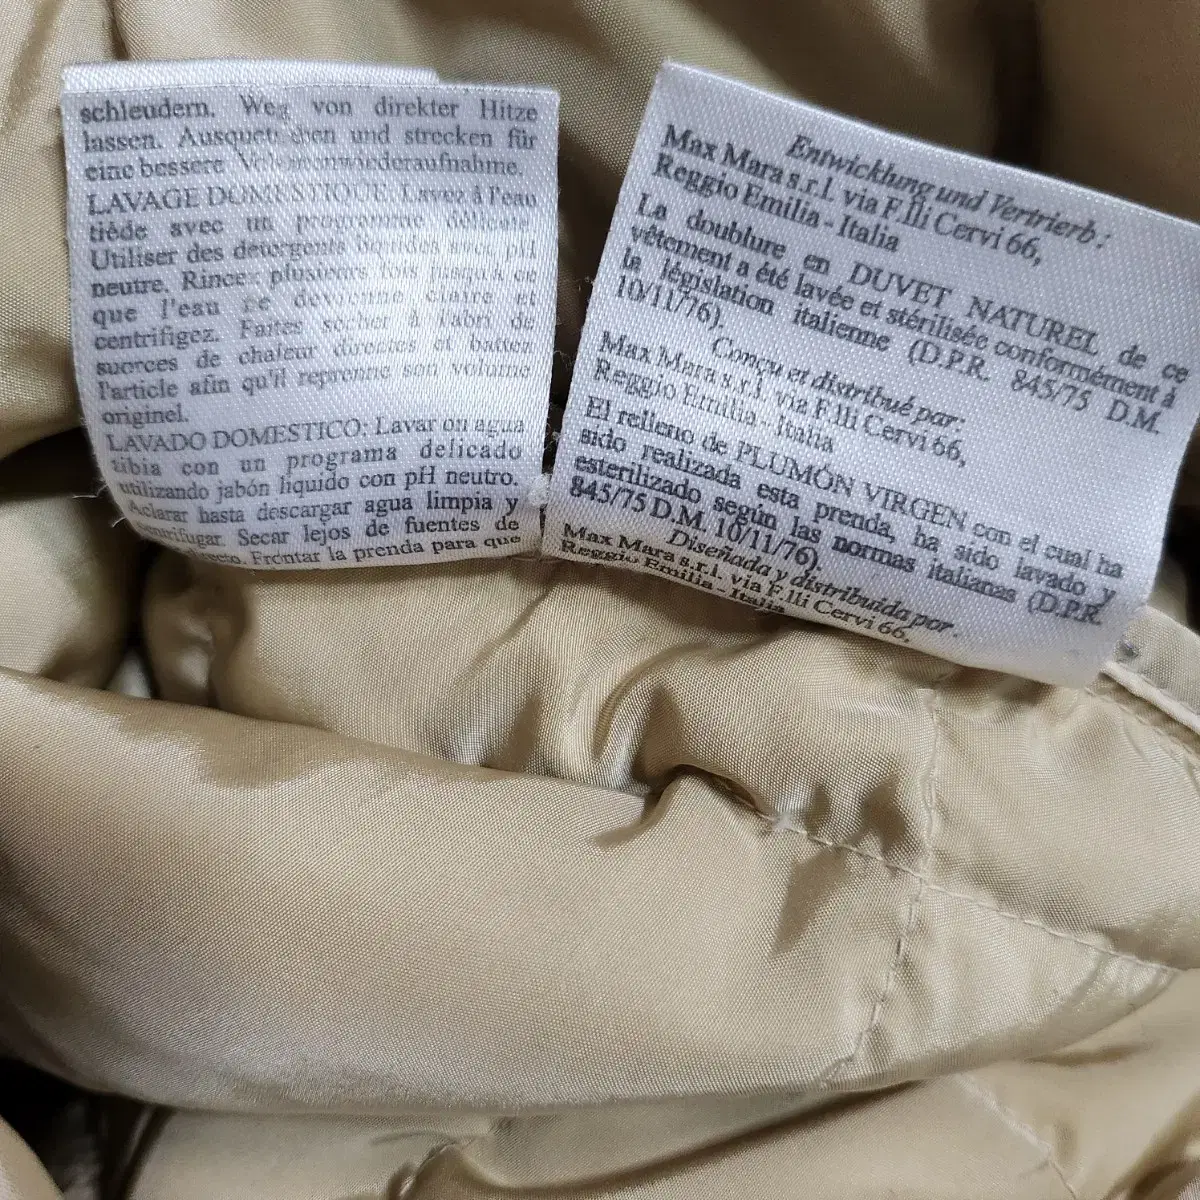 schleudern. Weg von direkter Hitze
lassen. und strecken für
eine bessere
LAVAGE DOMESTIQUE: Lavez à l'eau
tiède avec un programme délicate.
Utiliser des détergents liquides avec pH
neutre. Rincez plusieurs fois jusqu'à ce
que l'eau ne devienne claire et
centrifigez. Faites sécher à l'abri de
suorces de chaleur directes et battez
l'article afin qu'il reprenne son volume
originel.
LAVADO DOMESTICO: Lavar on agua
tibia con un programa delicado
utilizando jabón líquido con pH neutro.
Aclarar hasta descargar agua limpia y
centrifugar. Secar lejos de fuentes de
Frontar la prenda para que
Entwicklung und Vertrierb:
Max Mara s.r.l. via F.lli Cervi 66,
Reggio Emilia - Italia
La doublure en DUVET NATUREL de ce
vêtement a été lavée et stérilisée conformément à
la législation italienne (D.P.R. 845/75 D.M.
10/11/76).
Conçu et distribué par:
Max Mara s.r.l. via F.lli Cervi 66,
Reggio Emilia - Italia
El relleno de PLUMÓN VIRGEN con el cual ha
sido realizada esta prenda, ha sido lavado y
esterilizado según las normas italianas (D.P.R.
845/75 D.M. 10/11/76).
Diseñada y distribuida por:
Max Mara s.r.l. via F.lli Cervi 66,
Reggio Emilia - Italia